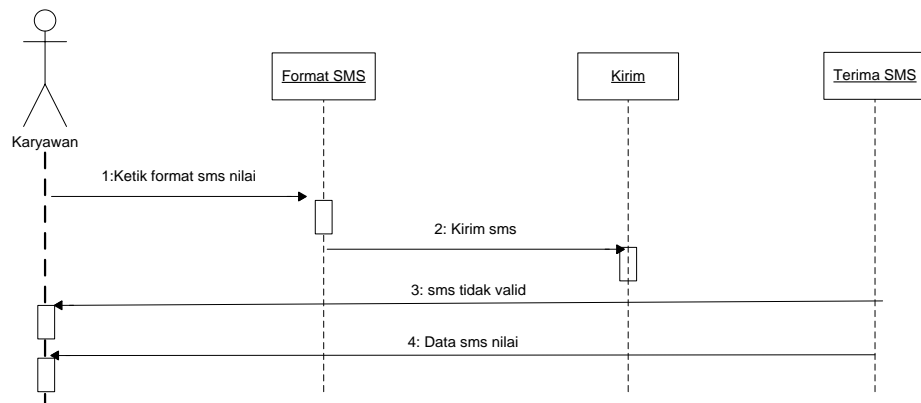 Format SMS
Kirim
Terima SMS
Karyawan
1:Ketik format sms nilai
2: Kirim sms
3: sms tidak valid
4: Data sms nilai